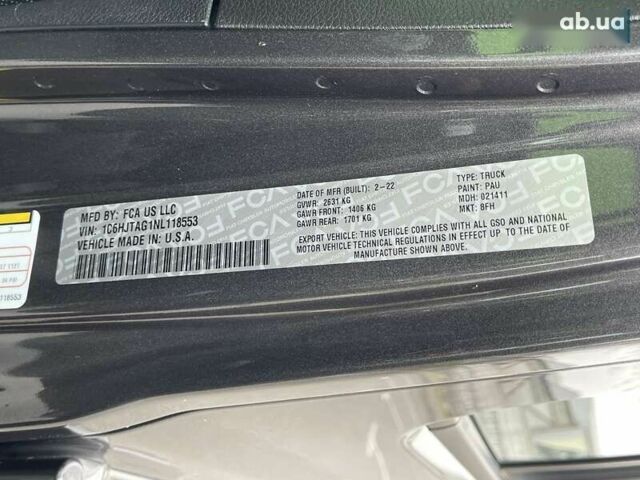 ab.ua
MFD BY: FCA US LLC
VIN: 1C6HJTAG1NL118553
VEHICLE MADE IN U.S.A.
DATE OF MFR (BUILT): 2-22
GVWR: 2631 KG
GAWR FRONT: 1406 KG
GAWR REAR: 1701 KG
TYPE: TRUCK
PAINT: PAU
MDH: 021411
MKT: BFH
EXPORT VEHICLE: THIS VEHICLE COMPLIES WITH ALL GSO AND NATIONAL
MOTOR VEHICLE TECHNICAL REGULATIONS IN EFFECT ON THE DATE OF
MANUFACTURE SHOWN ABOVE.
118553